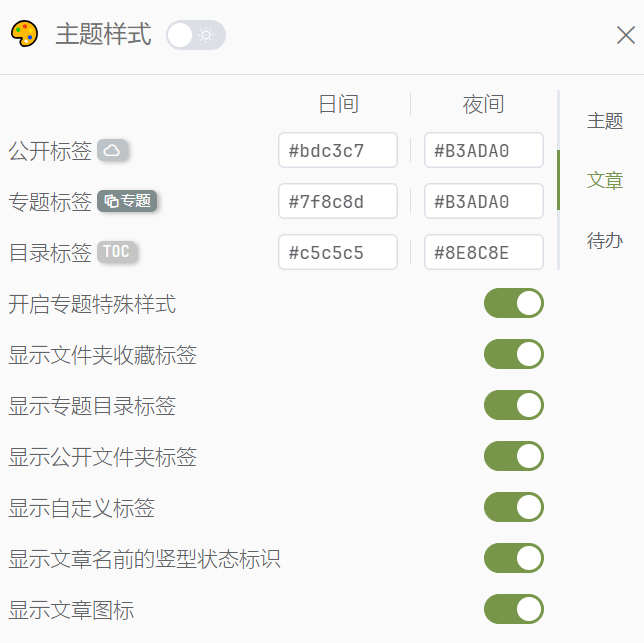 主题样式
日间 夜间
公开标签 #bdc3c7 #B3ADA0
专题标签 专题 #7f8c8d #B3ADA0
目录标签 TOC #c5c5c5 #8E8C8E
开启专题特殊样式
显示文件夹收藏标签
显示专题目录标签
显示公开文件夹标签
显示自定义标签
显示文章名前的竖型状态标识
显示文章图标
主题
文章
待办